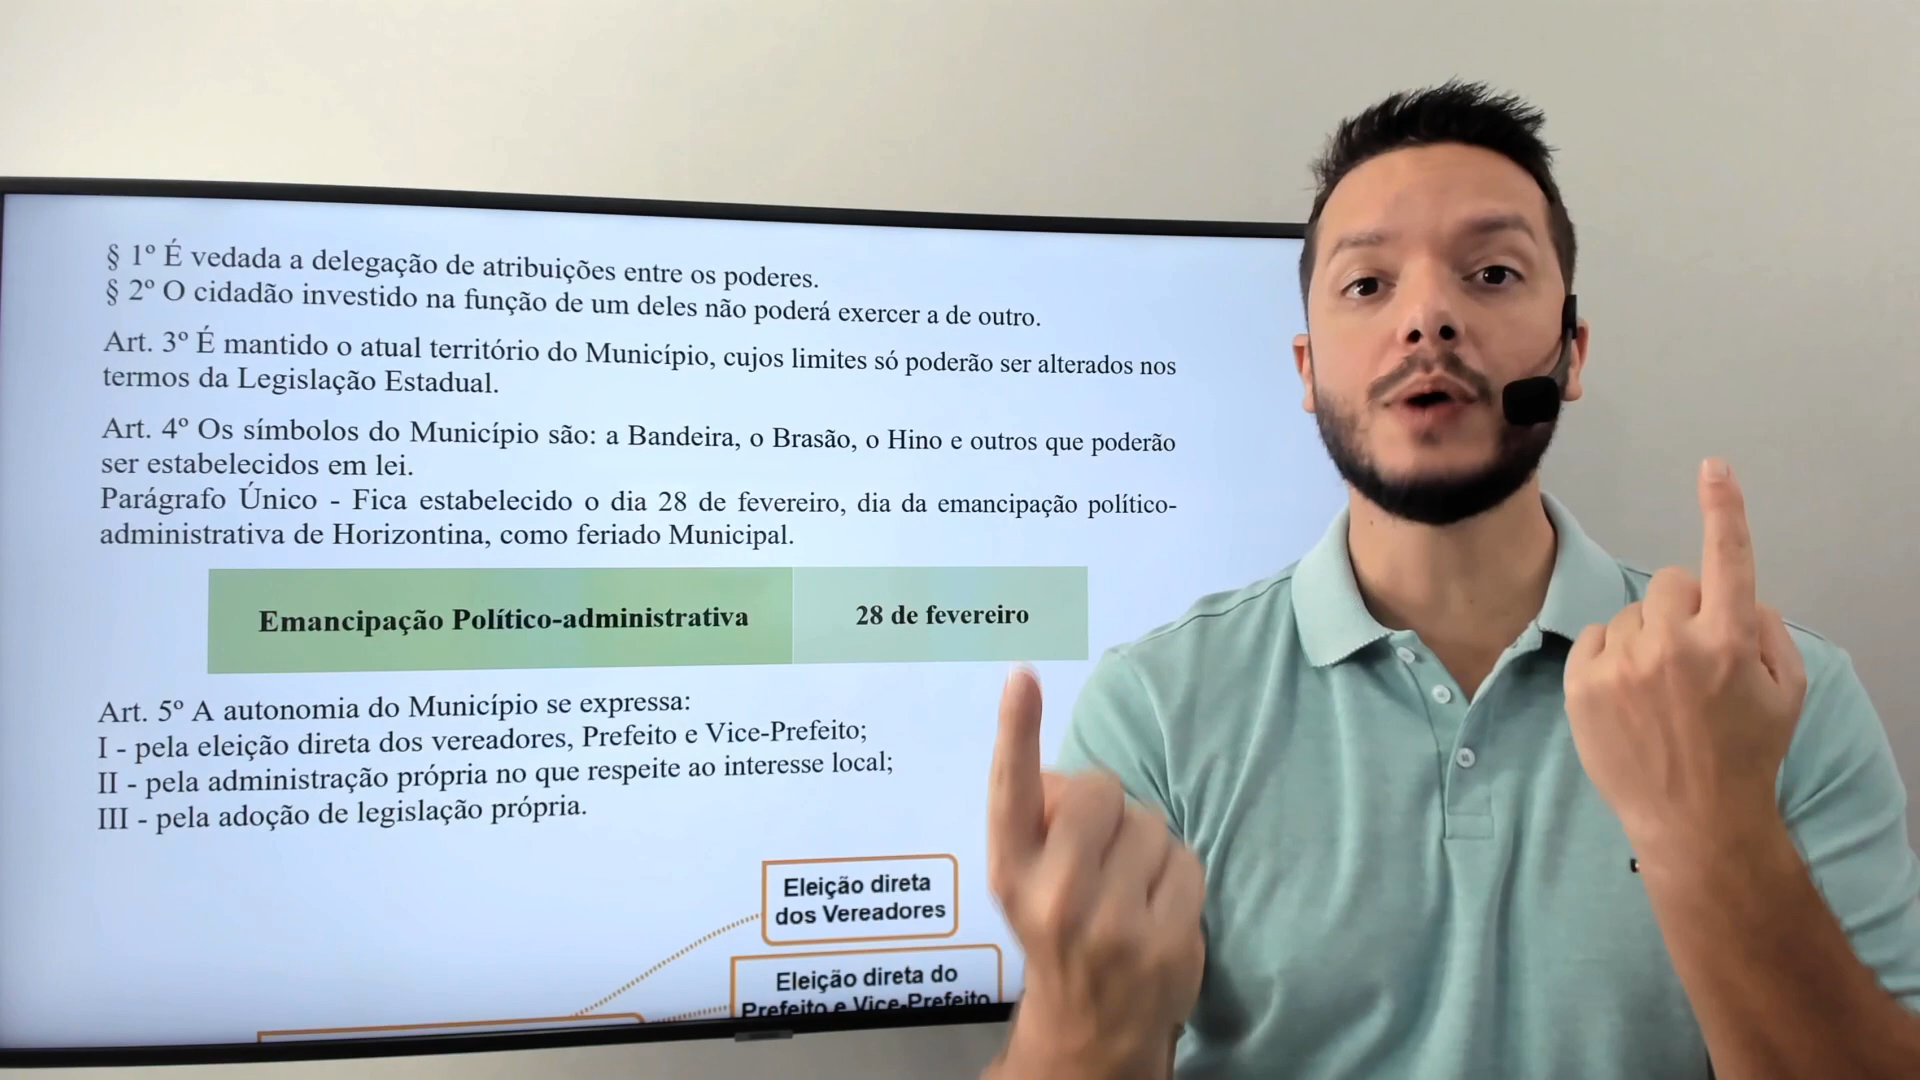 § 1º É vedada a delegação de atribuições entre os poderes.
§ 2º O cidadão investido na função de um deles não poderá exercer a de outro.
Art. 3º É mantido o atual território do Município, cujos limites só poderão ser alterados nos
termos da Legislação Estadual.
Art. 4º Os símbolos do Município são: a Bandeira, o Brasão, o Hino e outros que poderão
ser estabelecidos em lei.
Parágrafo Único - Fica estabelecido o dia 28 de fevereiro, dia da emancipação político-
administrativa de Horizontina, como feriado Municipal.
Emancipação Político-administrativa
28 de fevereiro
Art. 5º A autonomia do Município se expressa:
I - pela eleição direta dos vereadores, Prefeito e Vice-Prefeito;
II - pela administração própria no que respeite ao interesse local;
III - pela adoção de legislação própria.
Eleição direta
dos Vereadores
Eleição direta do
Prefeito e Vice-Prefeito